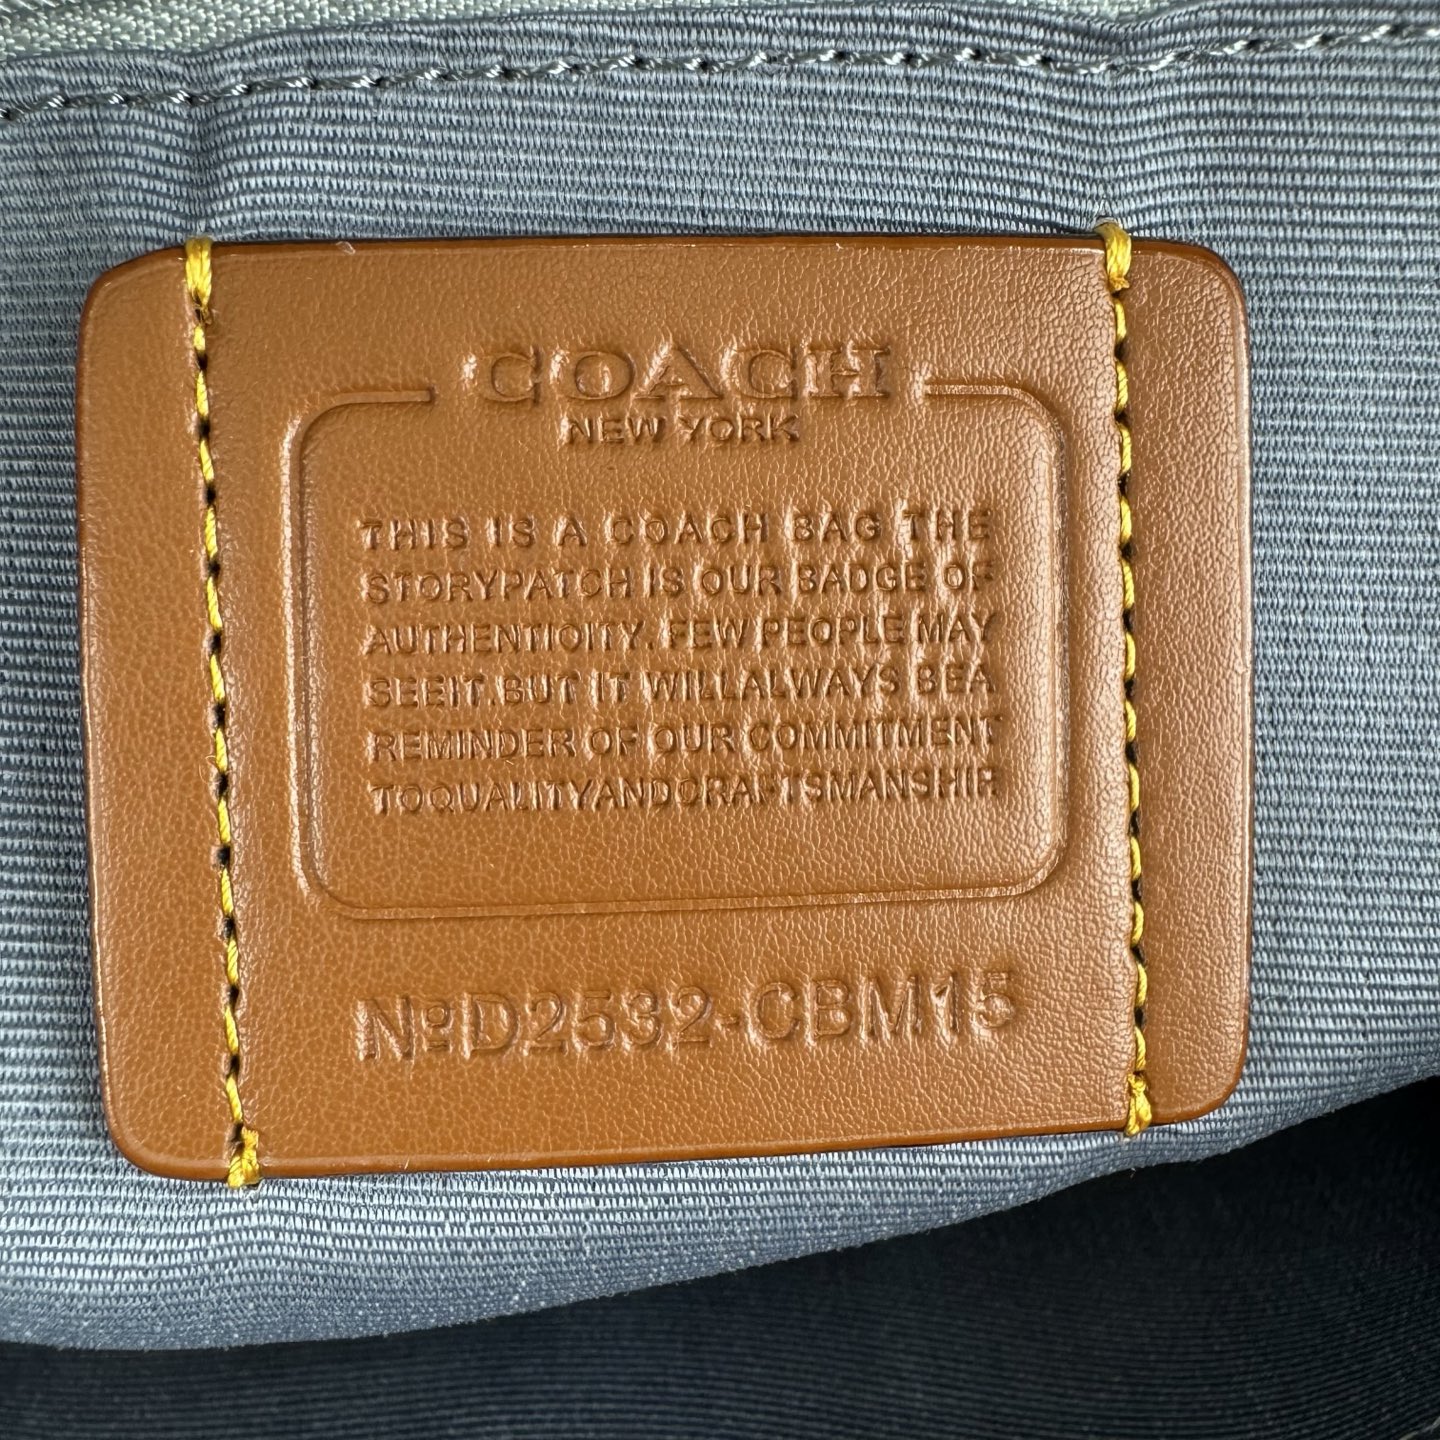 COACH
NEW YORK
THIS IS A COACH BAG THE
STORYPATCH IS OUR BADGE OF
AUTHENTIOITY. FEW PEOPLE MAY
SEEIT.BUT IT WILLALWAYS BEA
REMINDER OF OUR COMMITMENT
TOQUALITYANDCRAFTSMANSHIP
NºD2532-CBM15